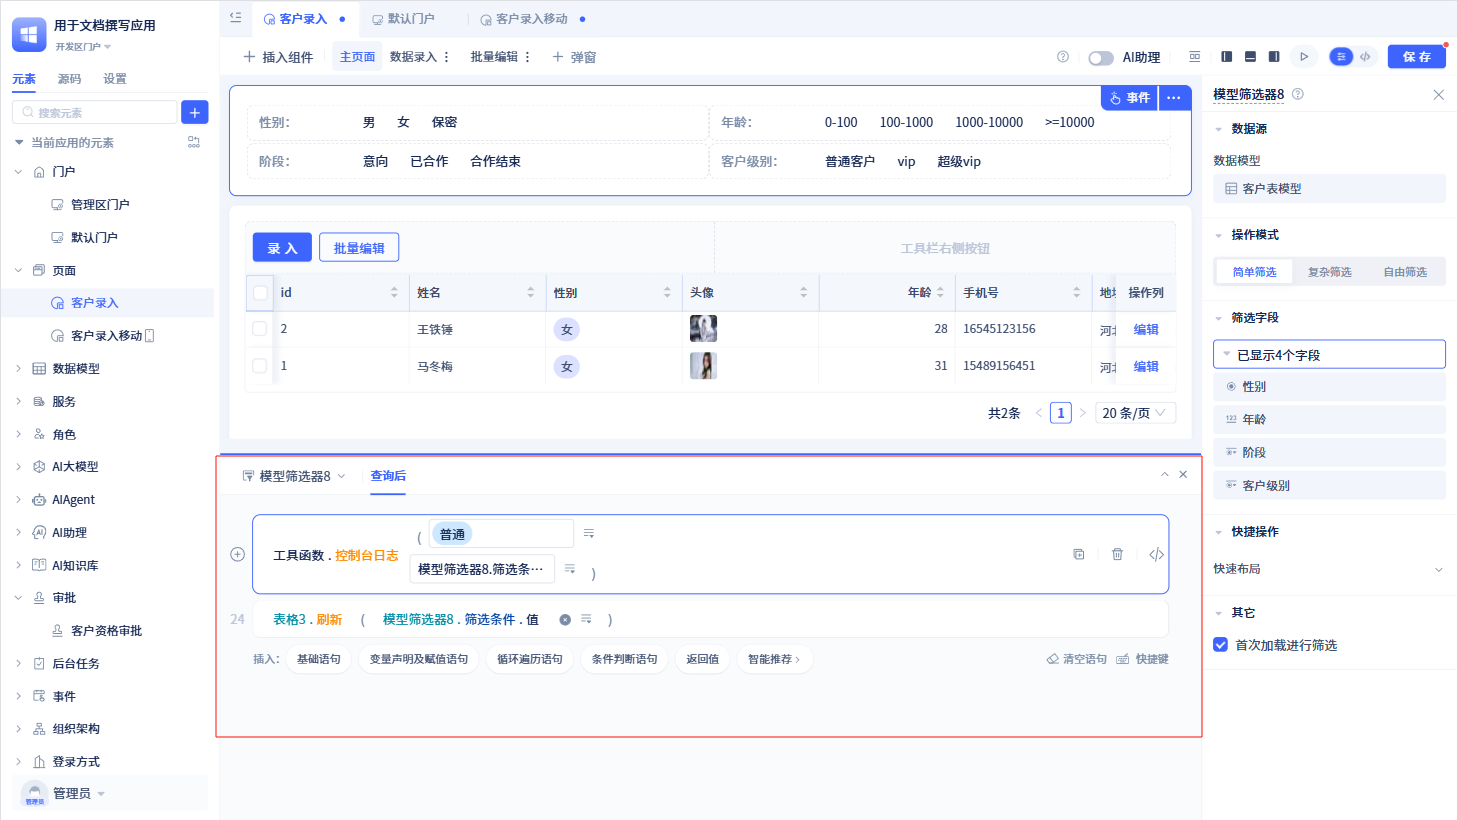 用于文档撰写应用
开发区门户
元素 源码 设置
搜索元素
当前应用的元素
门户
管理区门户
默认门户
页面
客户录入
客户录入移动
数据模型
服务
角色
AI大模型
AIAgent
AI助理
AI知识库
审批
客户资格审批
后台任务
事件
组织架构
登录方式
管理员
管理员
客户录入 默认门户 客户录入移动
插入组件 主页面 数据录入 批量编辑 弹窗
AI助理
保存
事件
性别: 男 女 保密
年龄: 0-100 100-1000 1000-10000 >=10000
阶段: 意向 已合作 合作结束
客户级别: 普通客户 vip 超级vip
录入 批量编辑 工具栏右侧按钮
id 姓名 性别 头像 年龄 手机号 操作列
2 王铁锤 女 28 16545123156 河 编辑
1 马冬梅 女 31 15489156451 河 编辑
共2条 1 20 条/页
模型筛选器8 查询后
( 普通
工具函数 . 控制台日志
模型筛选器8.筛选条··· )
24 表格3 . 刷新 ( 模型筛选器8 . 筛选条件 . 值 )
插入: 基础语句 变量声明及赋值语句 循环遍历语句 条件判断语句 返回值 智能推荐
清空语句 快捷键
模型筛选器8
数据源
数据模型
客户表模型
操作模式
简单筛选 复杂筛选 自由筛选
筛选字段
已显示4个字段
性别
123 年龄
阶段
客户级别
快捷操作
快速布局
其它
首次加载进行筛选